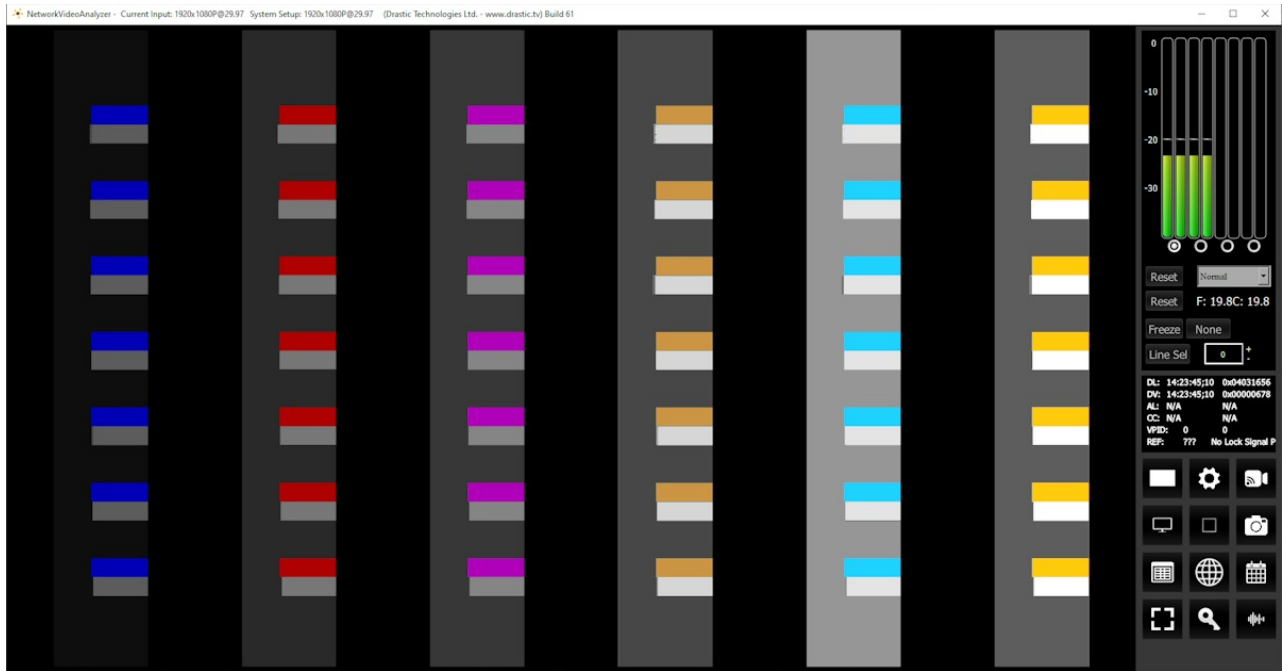 NetworkVideoAnalyzer - Current Input: 1920x1080P@29.97 System Setup: 1920x1080P@29.97 (Drastic Technologies Ltd. - www.drastic.tv) Build 61
0
-10
-20
-30
Reset Normal
Reset F: 19.8C: 19.8
Freeze None
Line Sel 0 + -
DL: 14:23:45;10 0x04031656
DV: 14:23:45;10 0x00000678
AL: N/A N/A
CC: N/A N/A
VPID: 0 0
REF: ??? No Lock Signal P